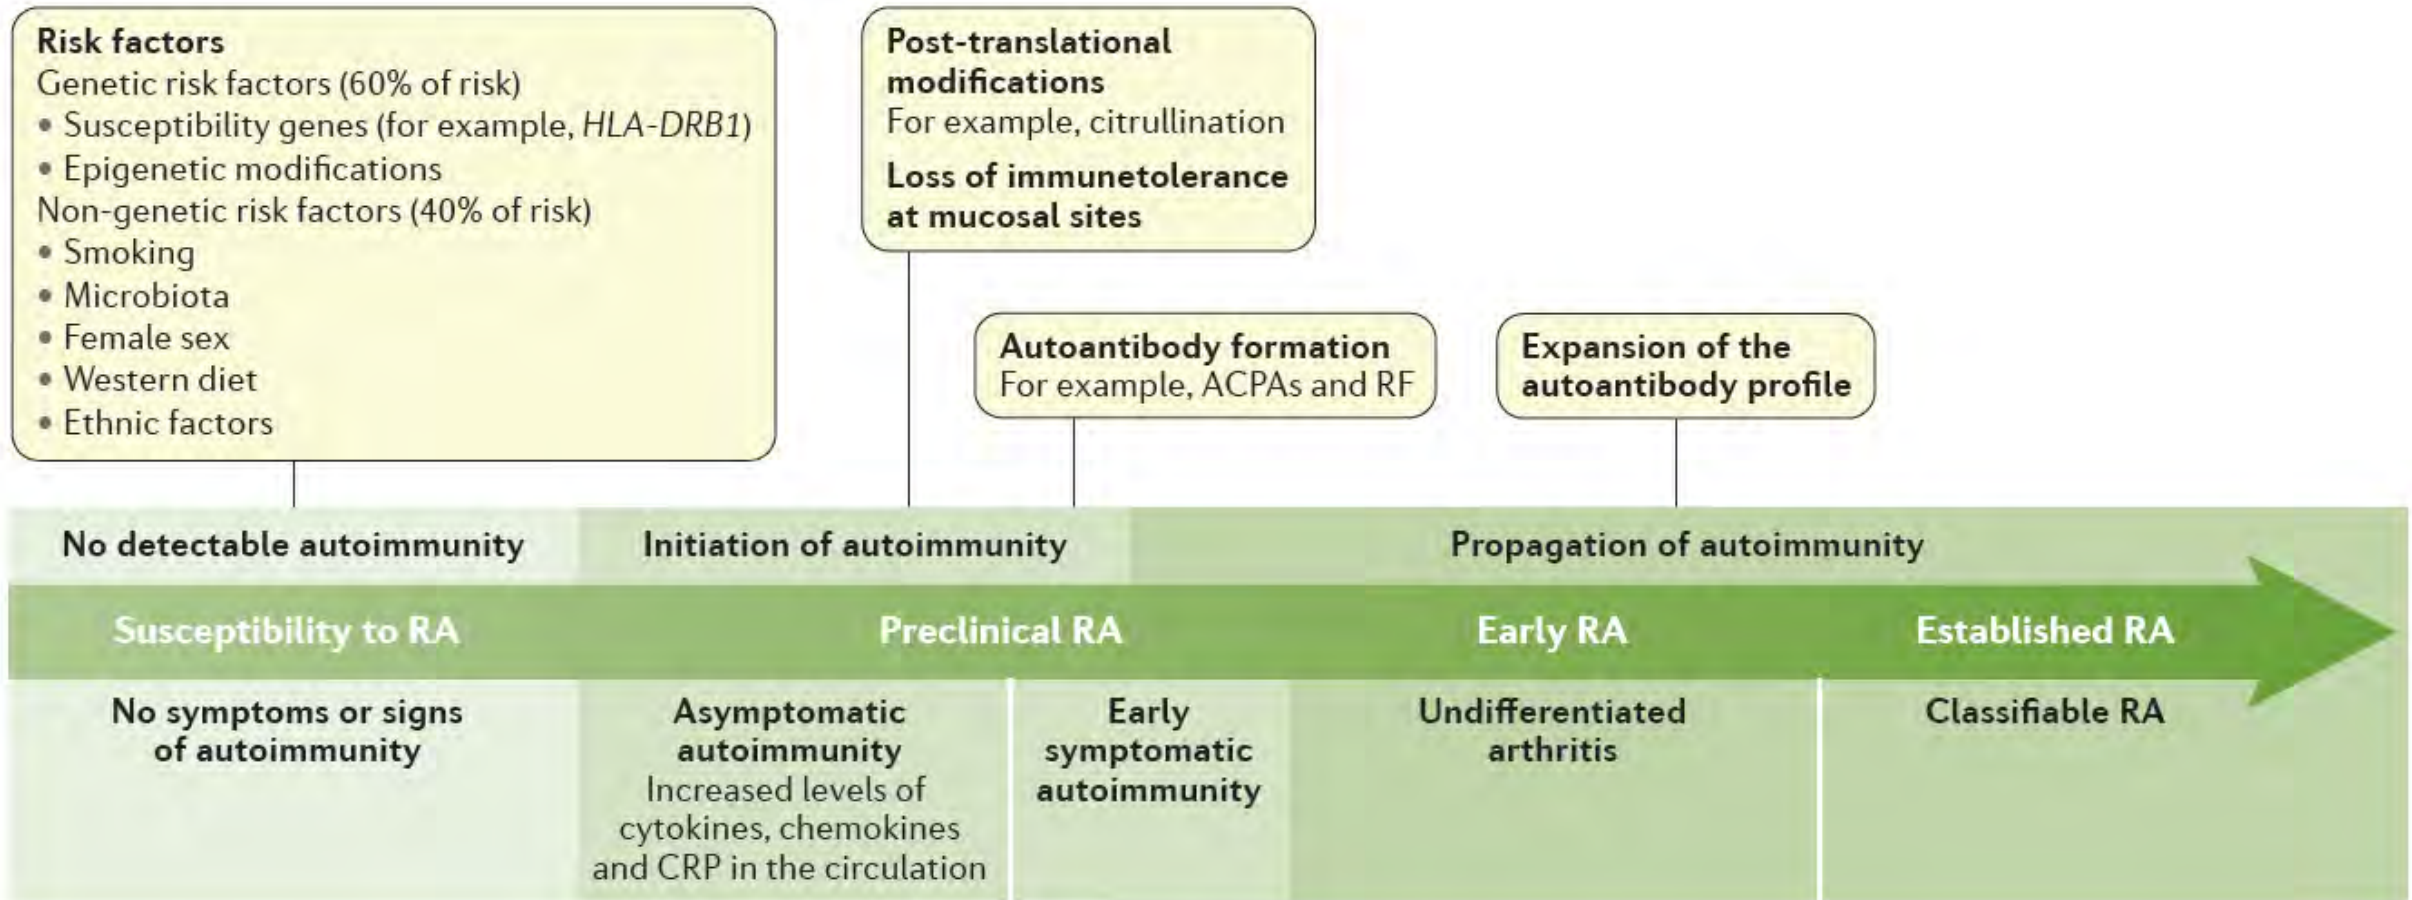 Risk factors
Genetic risk factors (60% of risk)
• Susceptibility genes (for example, HLA-DRB1)
• Epigenetic modifications
Non-genetic risk factors (40% of risk)
• Smoking
• Microbiota
• Female sex
• Western diet
• Ethnic factors
Post-translational
modifications
For example, citrullination
Loss of immunetolerance
at mucosal sites
Autoantibody formation
For example, ACPAs and RF
Expansion of the
autoantibody profile
No detectable autoimmunity
Initiation of autoimmunity
Propagation of autoimmunity
Susceptibility to RA
Preclinical RA
Early RA
Established RA
No symptoms or signs
of autoimmunity
Asymptomatic
autoimmunity
Increased levels of
cytokines, chemokines
and CRP in the circulation
Early
symptomatic
autoimmunity
Undifferentiated
arthritis
Classifiable RA